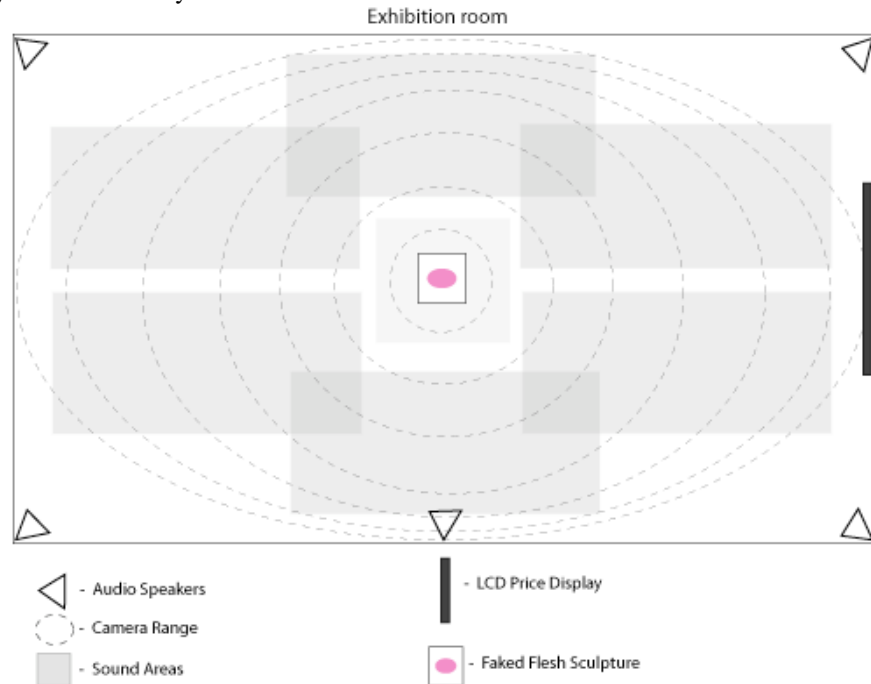 Exhibition room
- Audio Speakers
- LCD Price Display
- Camera Range
- Sound Areas
- Faked Flesh Sculpture